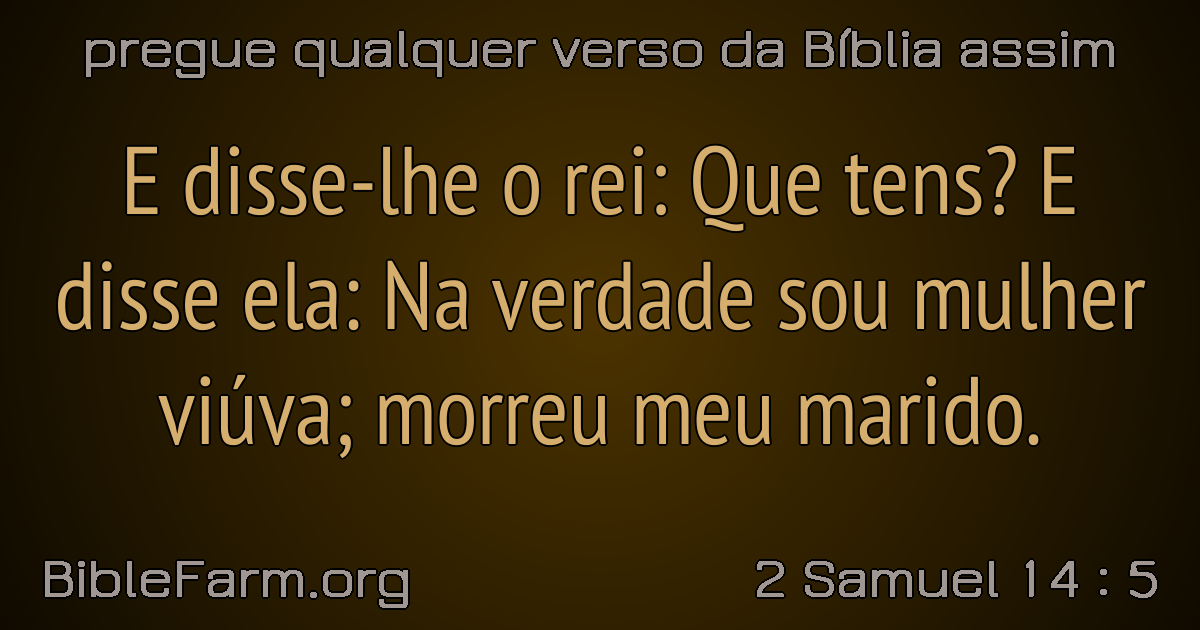 pregue qualquer verso da Bíblia assim
E disse-lhe o rei: Que tens? E
disse ela: Na verdade sou mulher
viúva; morreu meu marido.
BibleFarm.org
2 Samuel 14 : 5